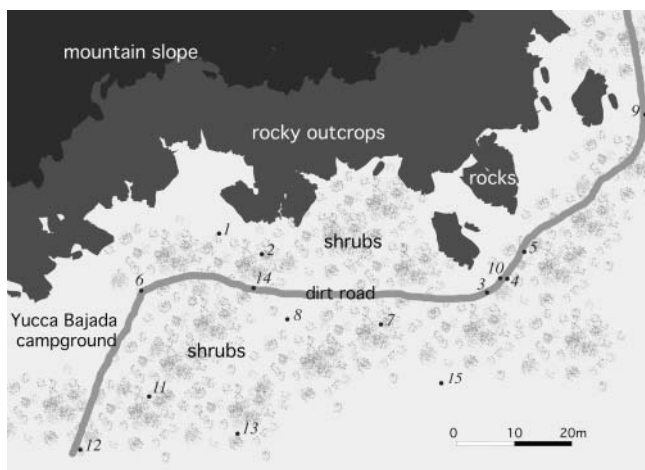 mountain slope
rocky outcrops
9
rocks
1
2
shrubs
5
10
6
14
dirt road
3
4
Yucca Bajada
campground
8
7
shrubs
15
11
13
12
0 10 20m